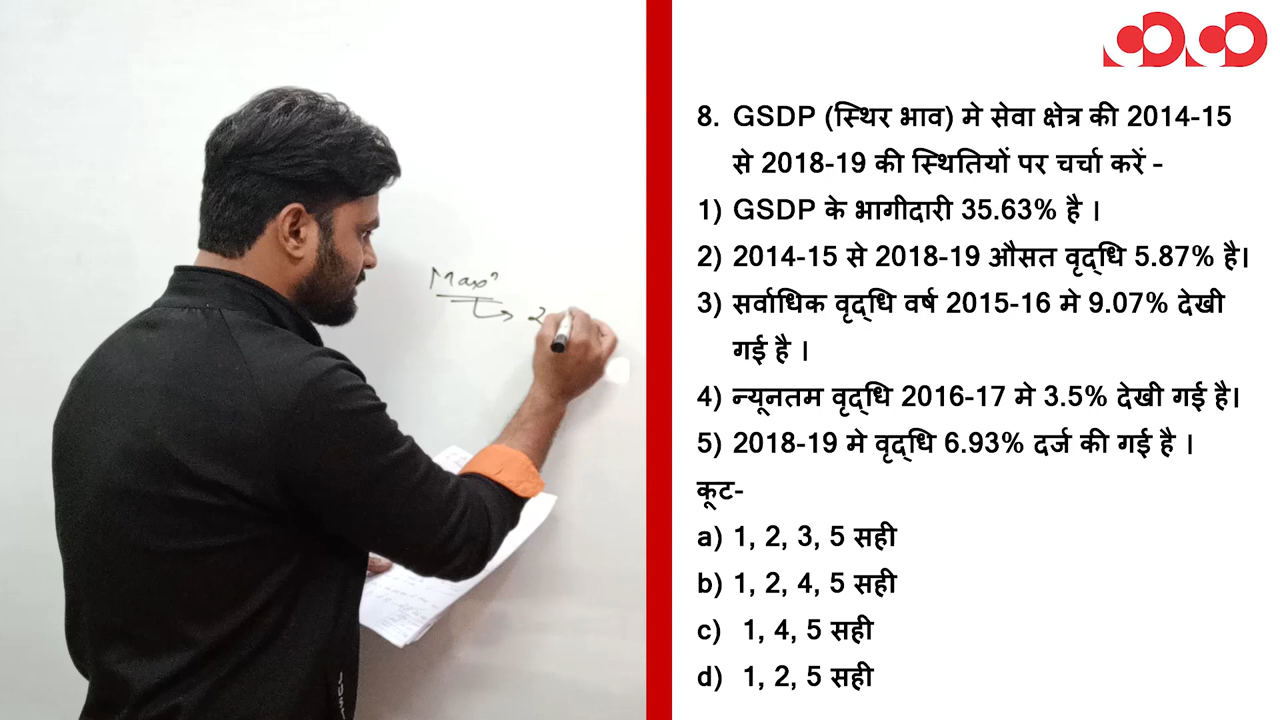 Maxm
2
8. GSDP (स्थिर भाव) मे सेवा क्षेत्र की 2014-15
से 2018-19 की स्थितियों पर चर्चा करें -
1) GSDP के भागीदारी 35.63% है ।
2) 2014-15 से 2018-19 औसत वृद्धि 5.87% है।
3) सर्वाधिक वृद्धि वर्ष 2015-16 मे 9.07% देखी
गई है ।
4) न्यूनतम वृद्धि 2016-17 मे 3.5% देखी गई है।
5) 2018-19 मे वृद्धि 6.93% दर्ज की गई है ।
कूट-
a) 1, 2, 3, 5 सही
b) 1, 2, 4, 5 सही
c) 1, 4, 5 सही
d) 1, 2, 5 सही